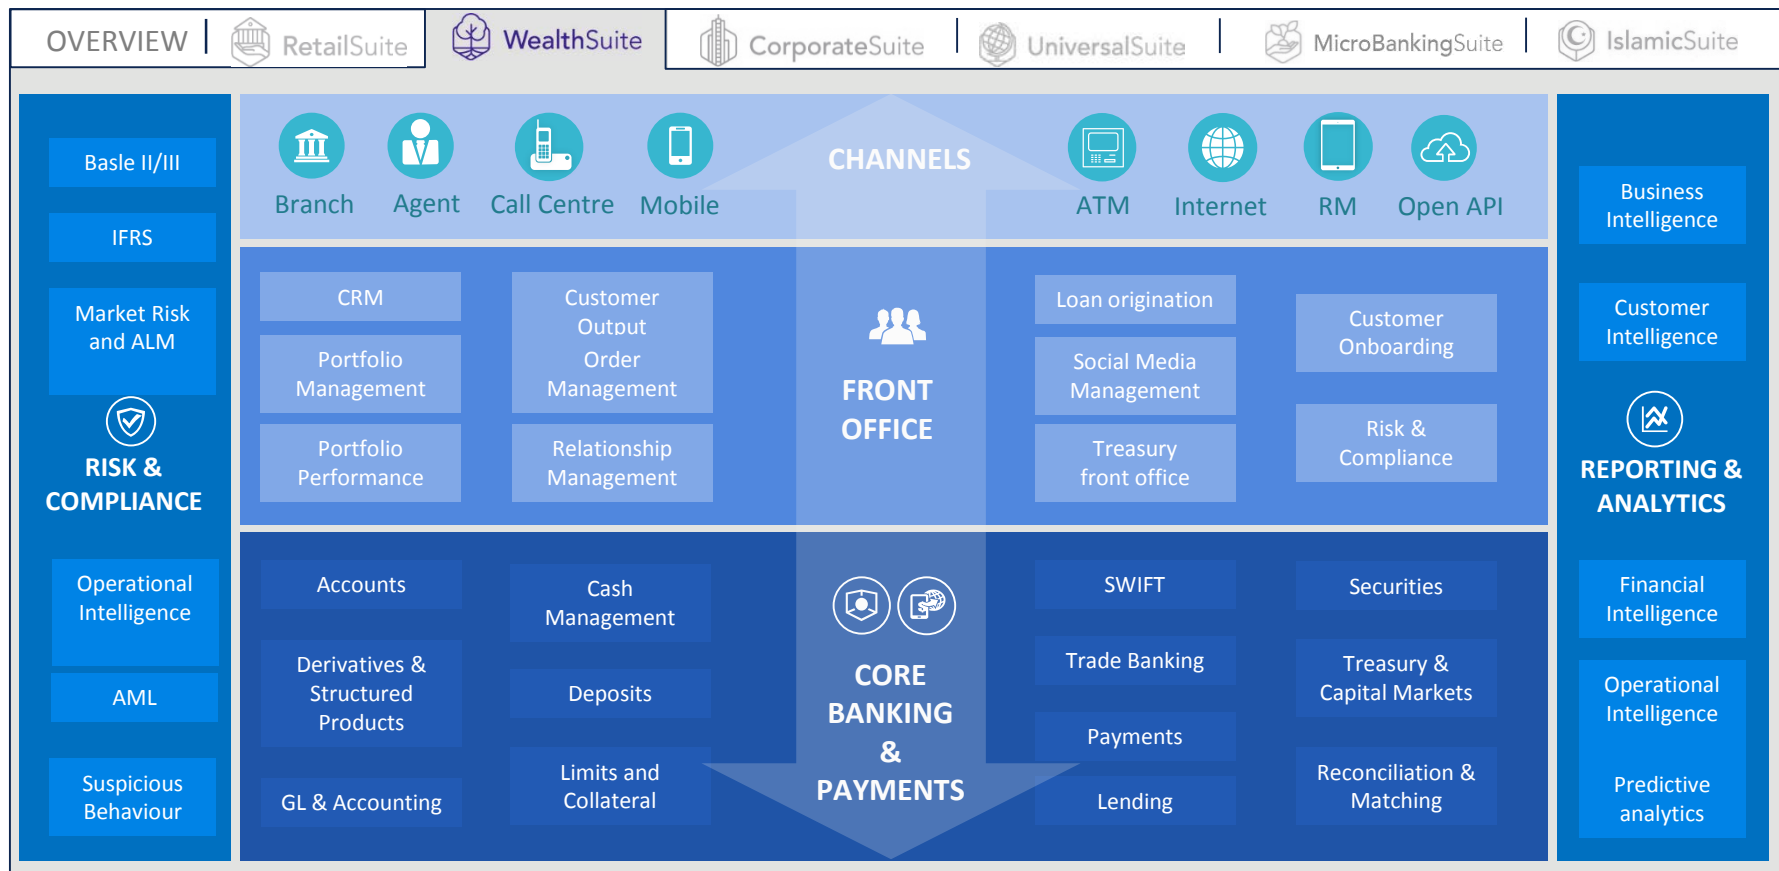 OVERVIEW
RetailSuite
WealthSuite
CorporateSuite
UniversalSuite
MicroBankingSuite
IslamicSuite
Basle II/III
IFRS
Market Risk
and ALM
RISK &
COMPLIANCE
Operational
Intelligence
AML
Suspicious
Behaviour
CHANNELS
Branch
Agent
Call Centre
Mobile
ATM
Internet
RM
Open API
FRONT
OFFICE
CRM
Portfolio
Management
Portfolio
Performance
Customer
Output
Order
Management
Relationship
Management
Loan origination
Social Media
Management
Treasury
front office
Customer
Onboarding
Risk &
Compliance
CORE
BANKING
&
PAYMENTS
Accounts
Derivatives &
Structured
Products
GL & Accounting
Cash
Management
Deposits
Limits and
Collateral
SWIFT
Trade Banking
Payments
Lending
Securities
Treasury &
Capital Markets
Reconciliation &
Matching
Business
Intelligence
Customer
Intelligence
REPORTING &
ANALYTICS
Financial
Intelligence
Operational
Intelligence
Predictive
analytics